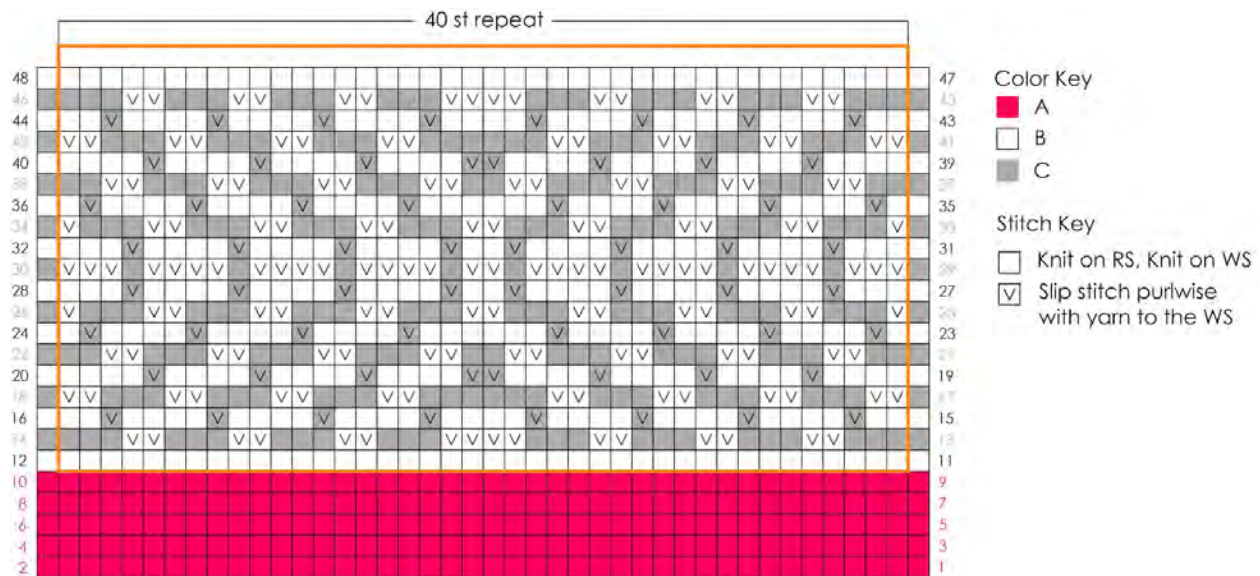 40 st repeat
48 47
46 45
44 43
42 41
40 39
38 37
36 35
34 33
32 31
30 29
28 27
26 25
24 23
22 21
20 19
18 17
16 15
14 13
12 11
10 9
8 7
6 5
4 3
2 1
Color Key
A
B
C
Stitch Key
Knit on RS, Knit on WS
V Slip stitch purlwise
with yarn to the WS